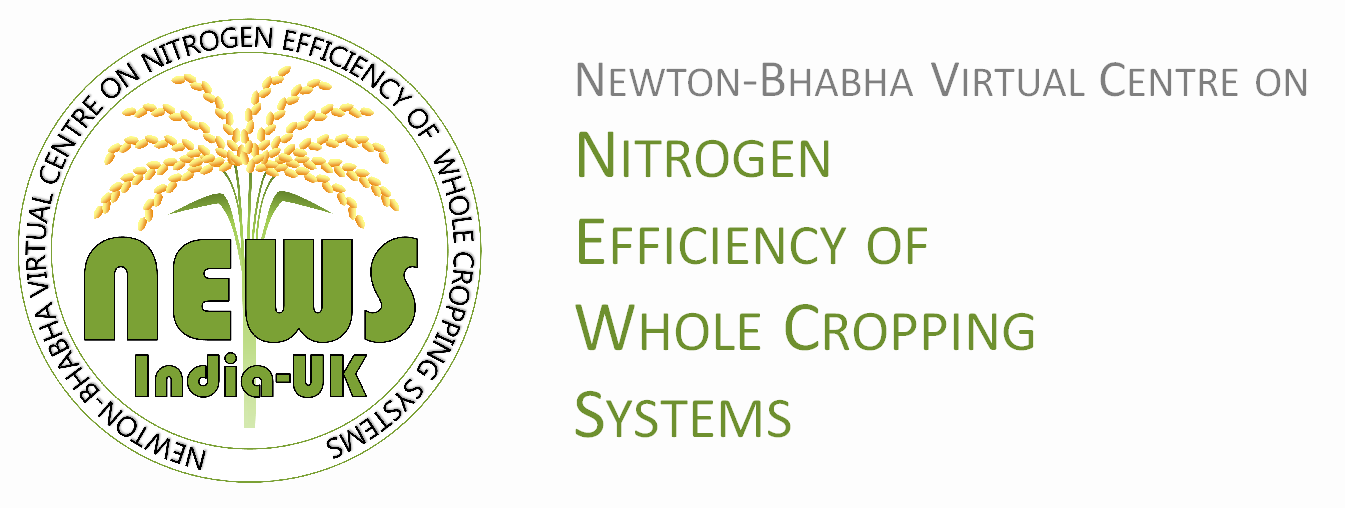 NEWTON-BHABHA VIRTUAL CENTRE ON NITROGEN EFFICIENCY OF WHOLE CROPPING SYSTEMS
NEWS
India-UK
NEWTON-BHABHA VIRTUAL CENTRE ON
NITROGEN
EFFICIENCY OF
WHOLE CROPPING
SYSTEMS